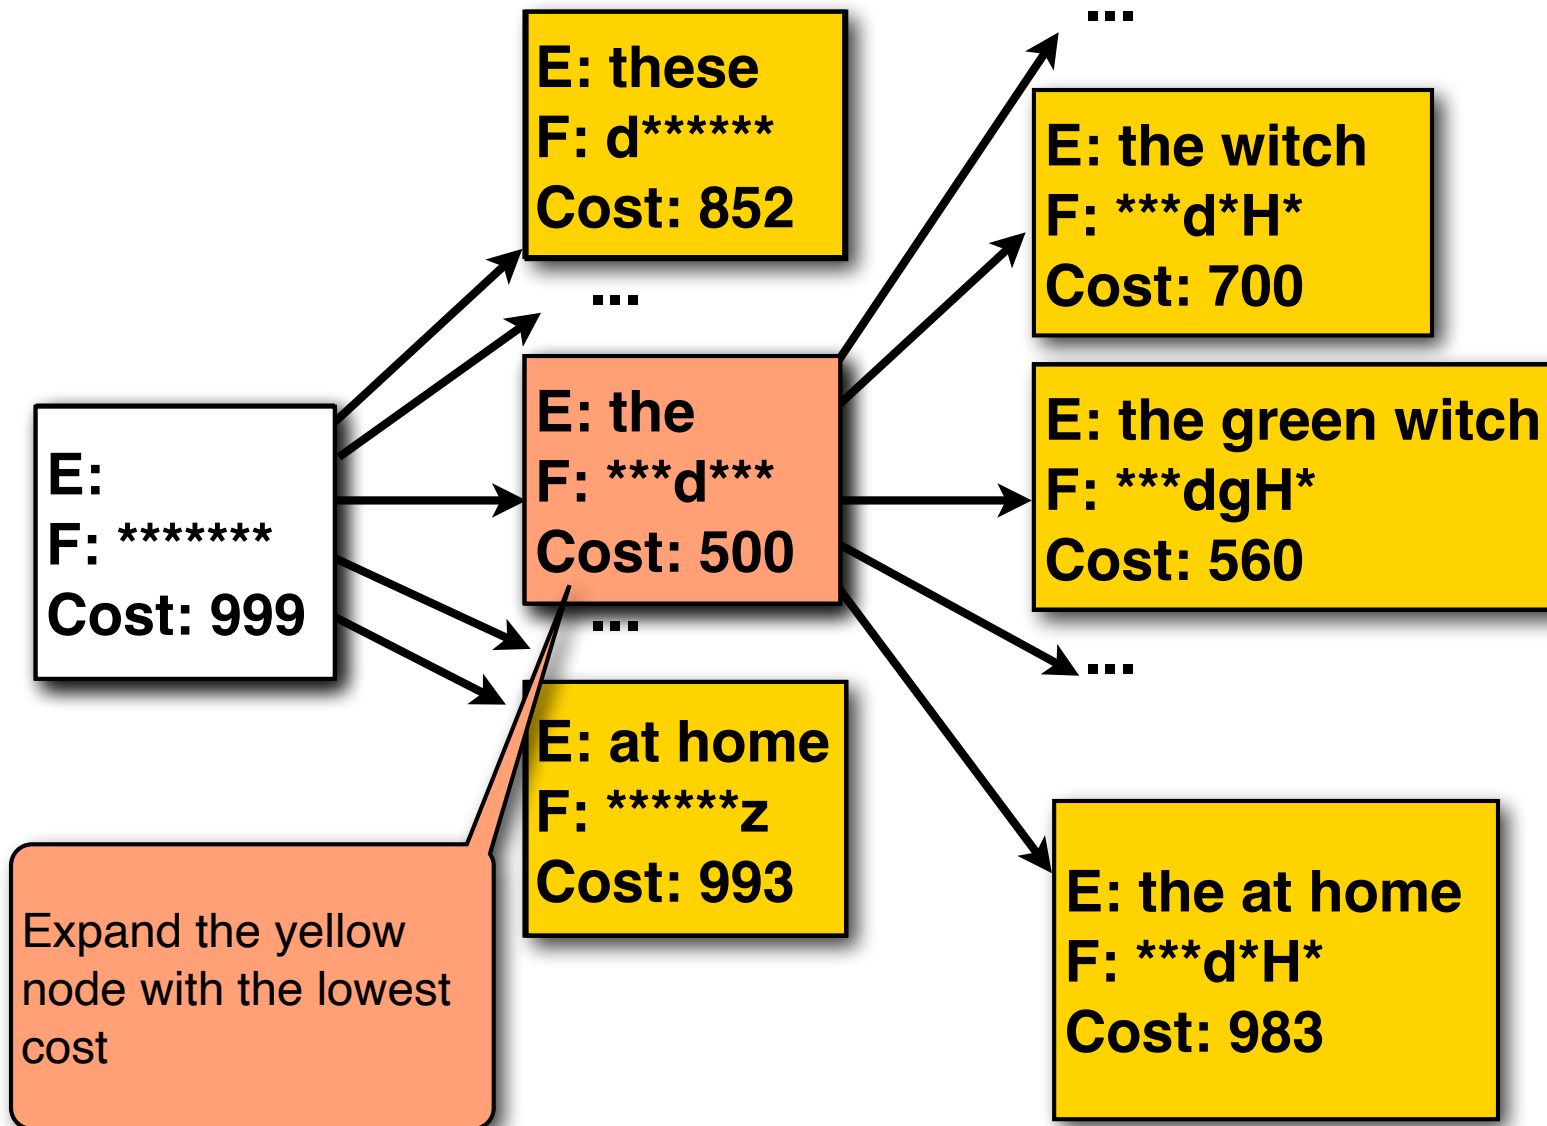 E:
F: *******
Cost: 999
E: these
F: d******
Cost: 852
...
E: the
F: ***d***
Cost: 500
...
E: at home
F: ******z
Cost: 993
Expand the yellow
node with the lowest
cost
...
E: the witch
F: ***d*H*
Cost: 700
E: the green witch
F: ***dgH*
Cost: 560
...
E: the at home
F: ***d*H*
Cost: 983